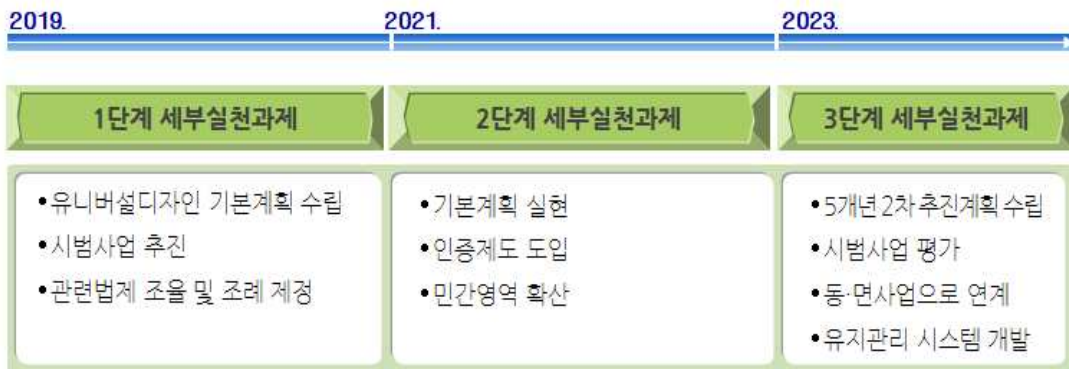 2019.
2021.
2023.
1단계 세부실천과제
2단계 세부실천과제
3단계 세부실천과제
•유니버설디자인 기본계획 수립
•시범사업 추진
•관련법제 조율 및 조례 제정
•기본계획 실현
•인증제도 도입
•민간영역 확산
•5개년 2차 추진계획 수립
•시범사업 평가
•동·면사업으로 연계
•유지관리 시스템 개발